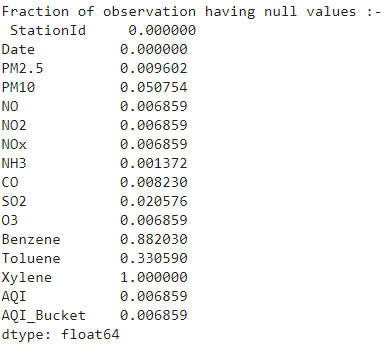 Fraction of observation having null values :-
StationId 0.000000
Date 0.000000
PM2.5 0.009602
PM10 0.050754
NO 0.006859
NO2 0.006859
NOx 0.006859
NH3 0.001372
CO 0.008230
SO2 0.020576
O3 0.006859
Benzene 0.882030
Toluene 0.330590
Xylene 1.000000
AQI 0.006859
AQI_Bucket 0.006859
dtype: float64